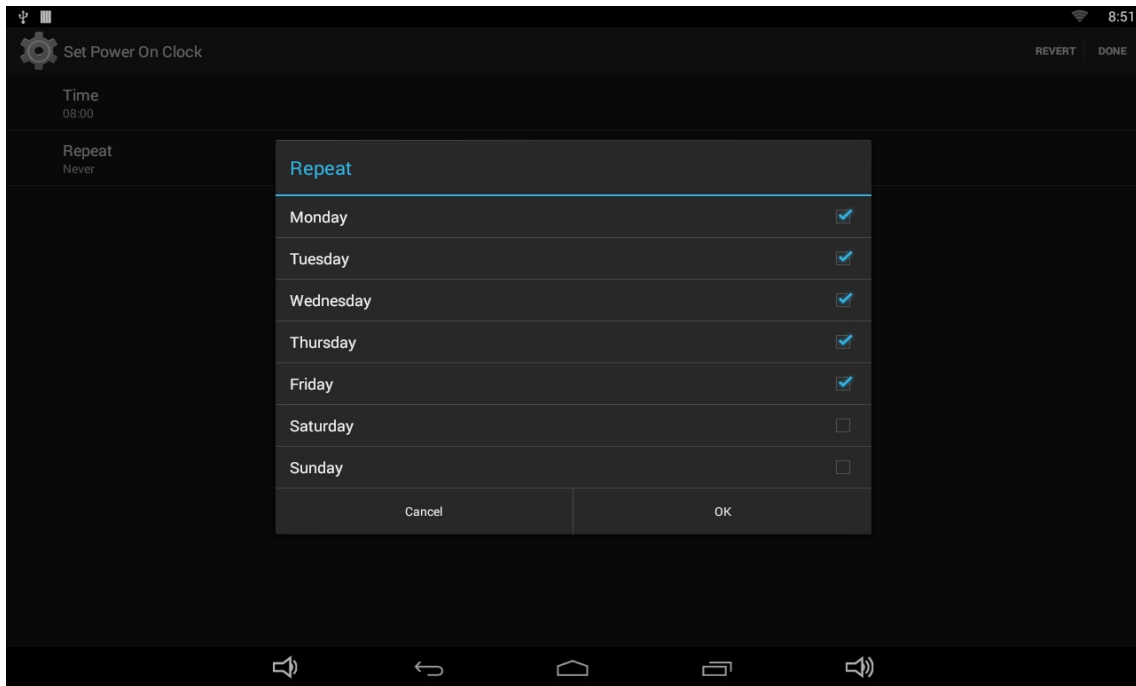 8:51
Set Power On Clock
REVERT DONE
Time
08:00
Repeat
Never
Repeat
Monday
Tuesday
Wednesday
Thursday
Friday
Saturday
Sunday
Cancel OK